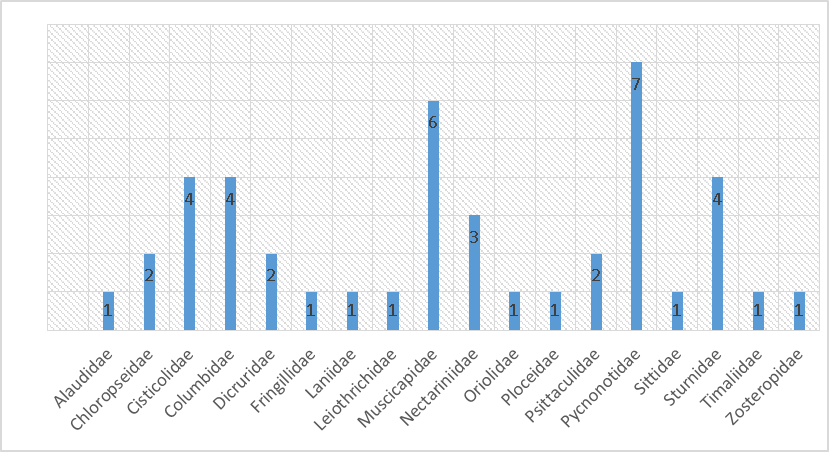 1
2
4
4
2
1
1
1
6
3
1
1
2
7
1
4
1
1
Alaudidae
Chloropseidae
Cisticolidae
Columbidae
Dicruridae
Fringillidae
Laniidae
Leiothrichidae
Muscicapidae
Nectariniidae
Oriolidae
Ploceidae
Psittaculidae
Pycnonotidae
Sittidae
Sturnidae
Timaliidae
Zosteropidae